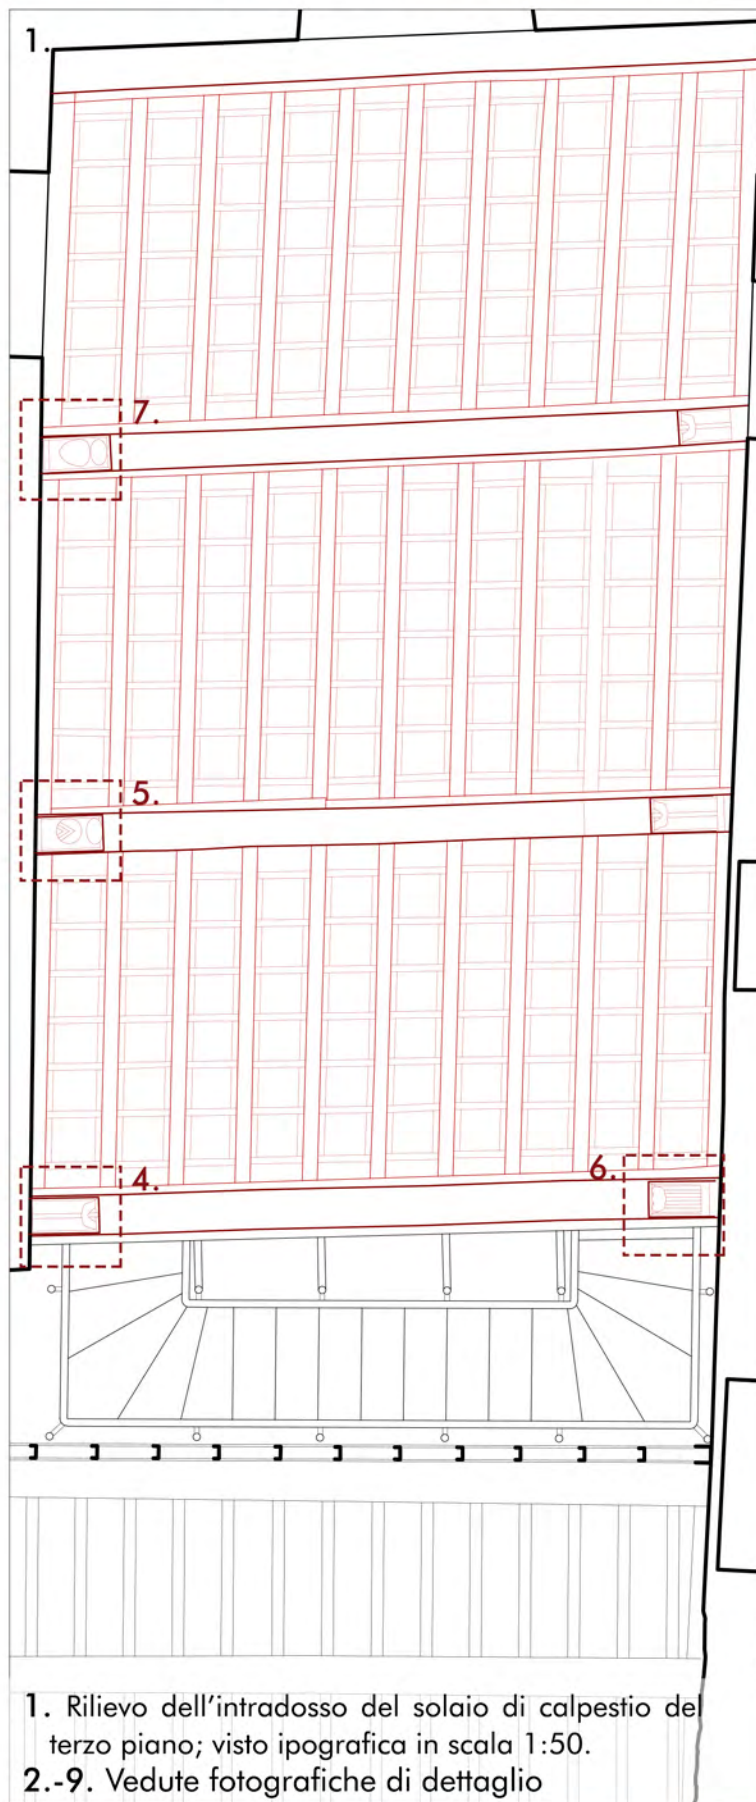 1.
7.
5.
4.
6.
1. Rilievo dell'intradosso del solaio di calpestio del
terzo piano; visto ipografica in scala 1:50.
2.-9. Vedute fotografiche di dettaglio